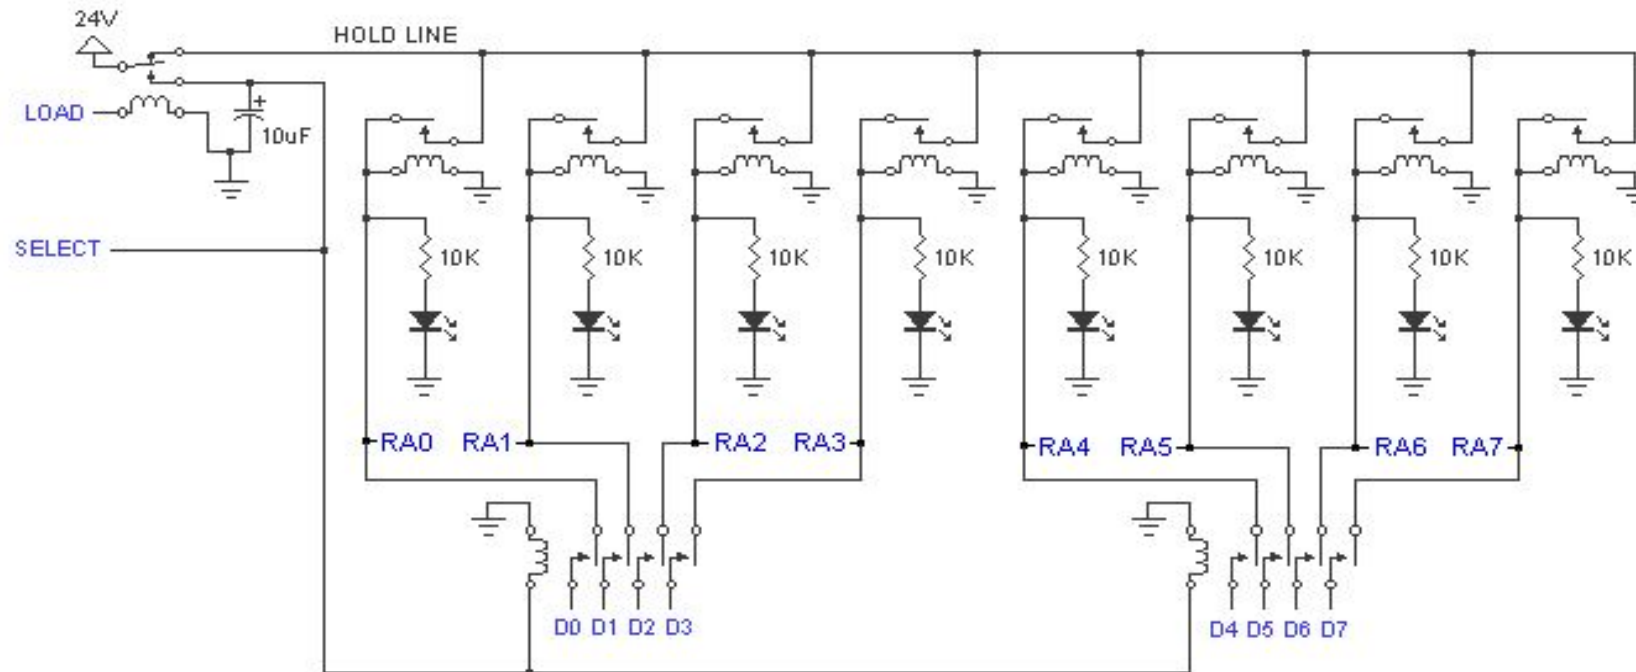 24V
HOLD LINE
LOAD
10uF
SELECT
10K 10K 10K 10K 10K 10K 10K 10K
RA0 RA1 RA2 RA3 RA4 RA5 RA6 RA7
D0 D1 D2 D3 D4 D5 D6 D7